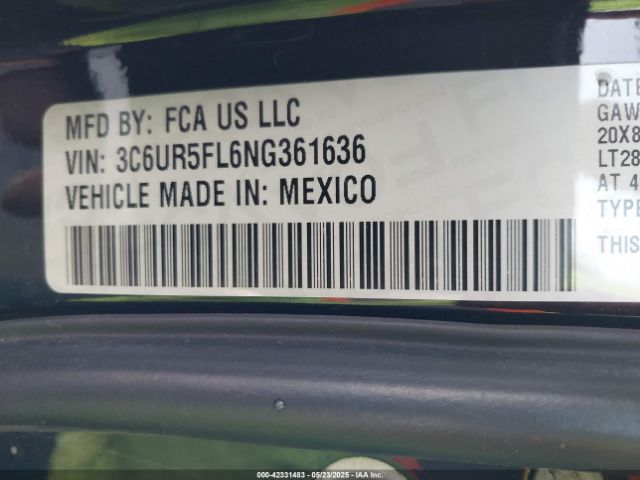 MFD BY: FCA US LLC
VIN: 3C6UR5FL6NG361636
VEHICLE MADE IN: MEXICO
DATE
GAW
20X8
LT28
AT 4
TYPE
THIS
000-42331483 - 05/23/2025 - IAA Inc.